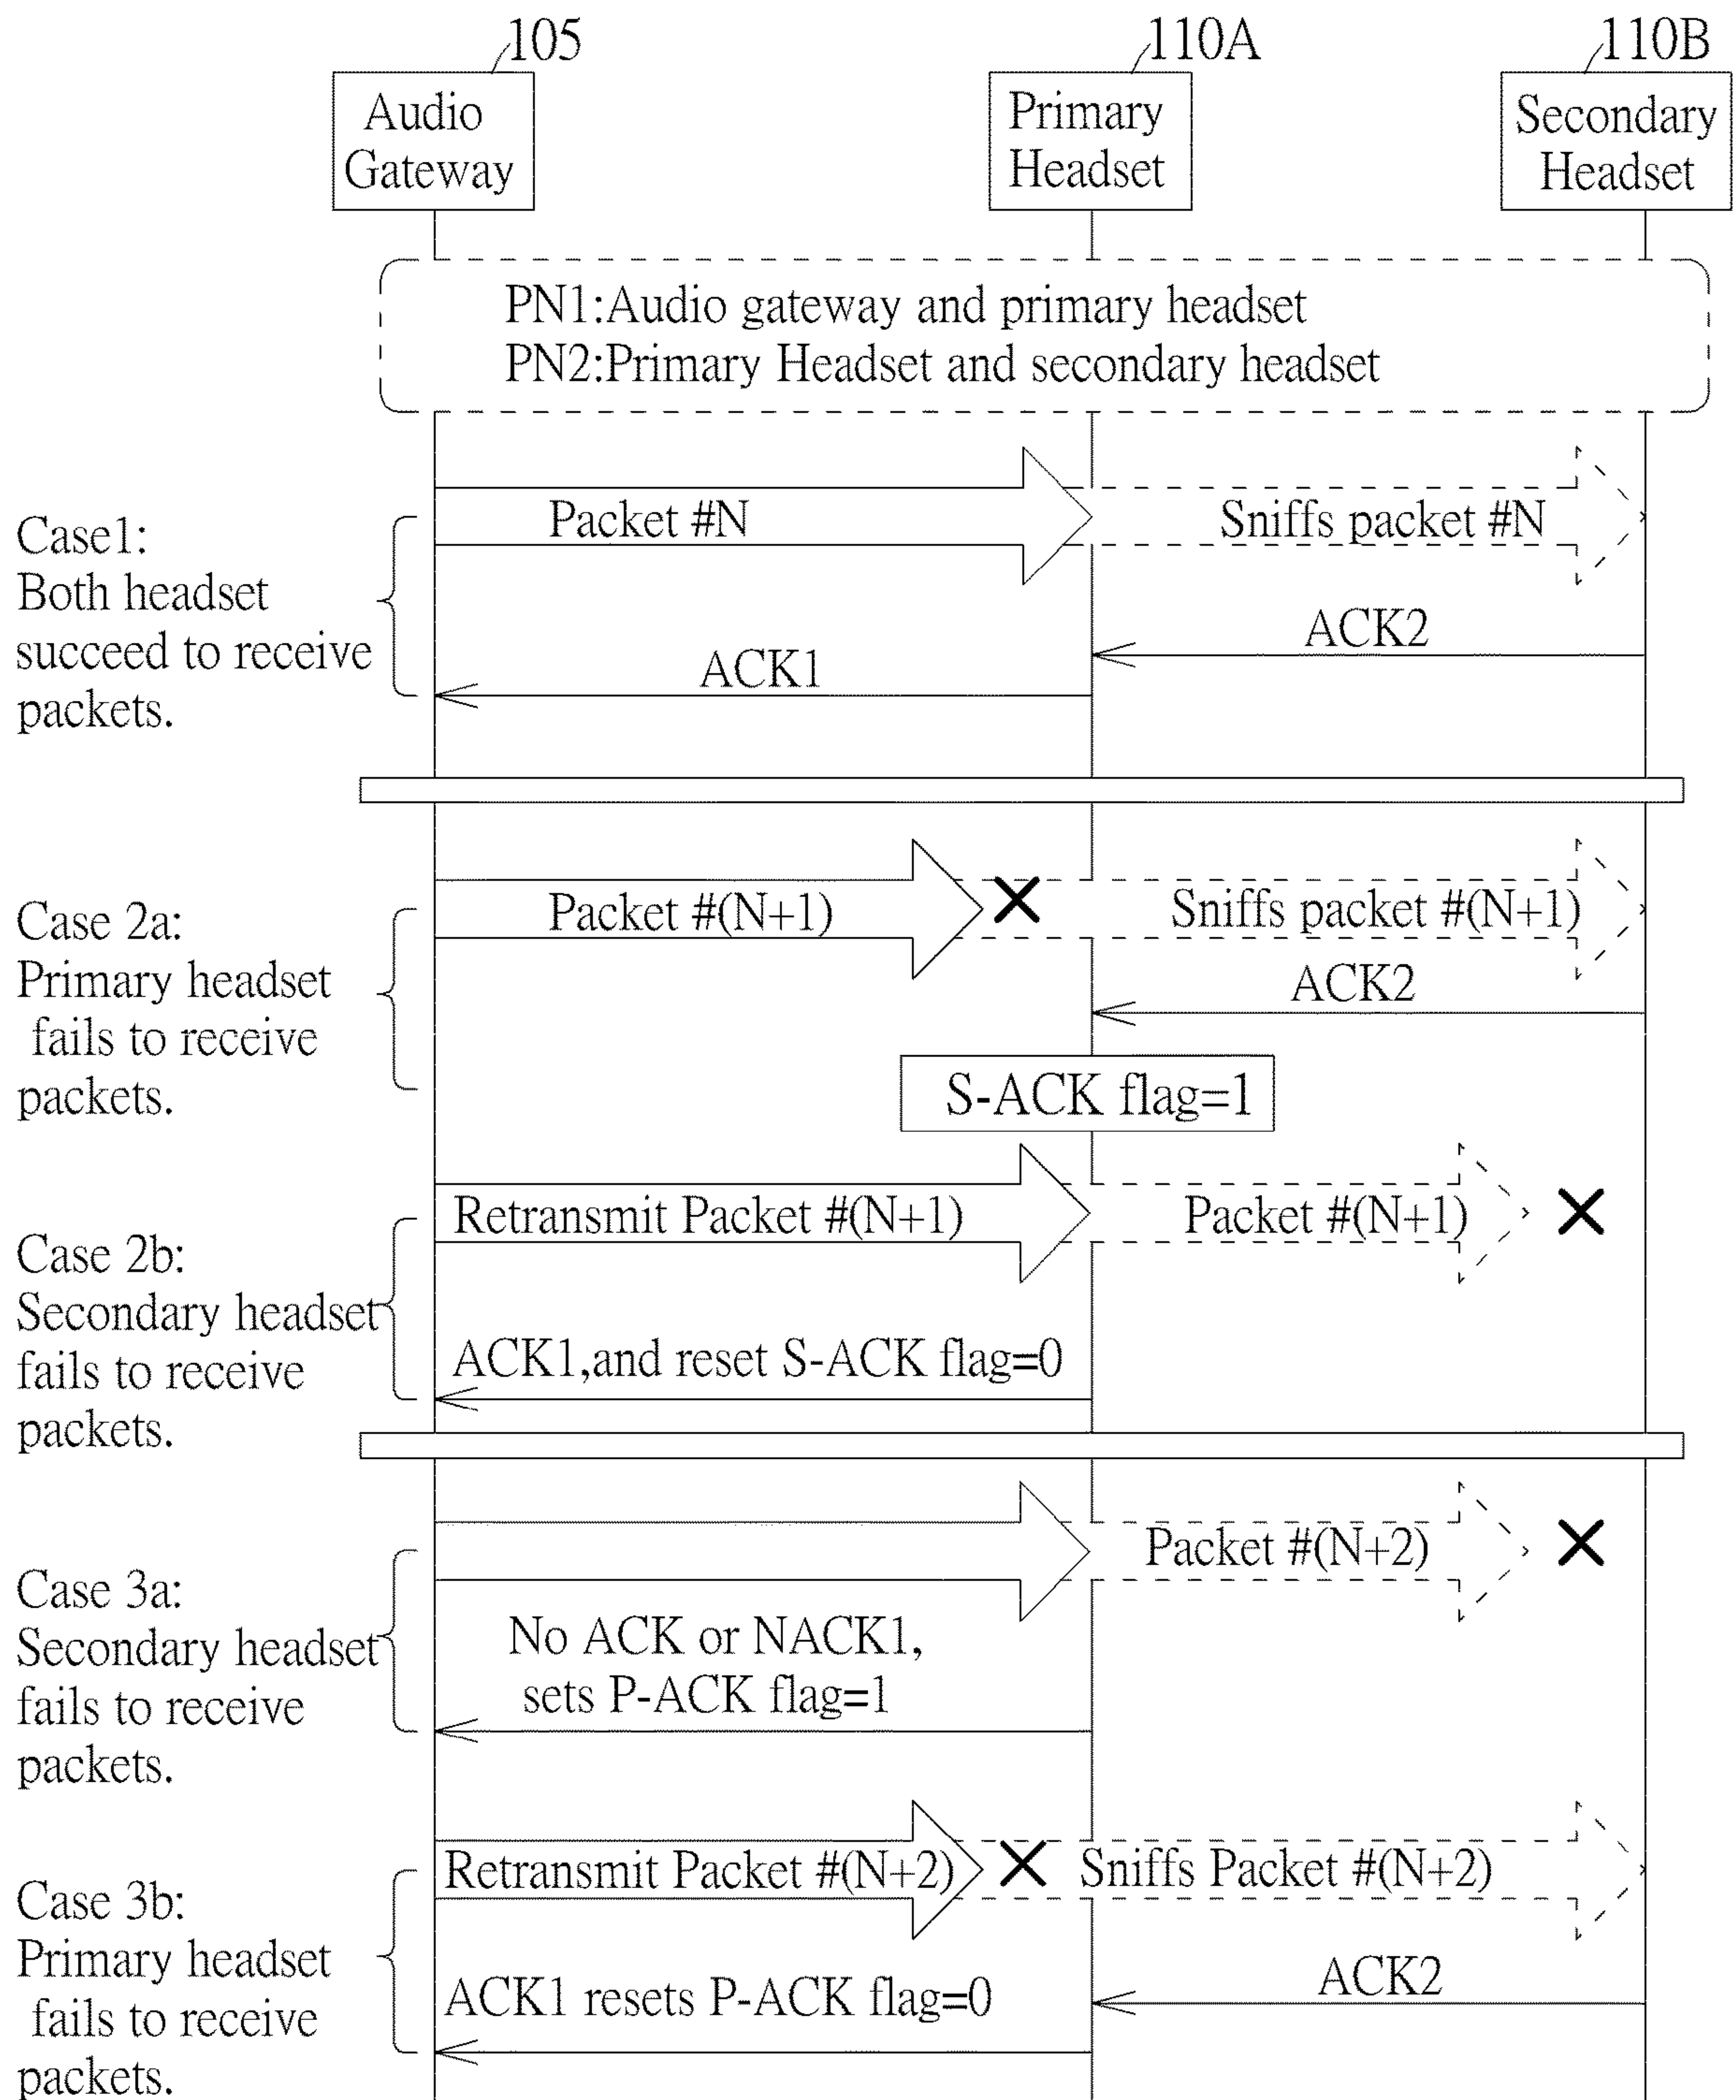 105
110A
110B
Audio
Gateway
Primary
Headset
Secondary
Headset
PN1:Audio gateway and primary headset
PN2:Primary Headset and secondary headset
Case1:
Both headset
succeed to receive
packets.
Packet #N
Sniffs packet #N
ACK2
ACK1
Case 2a:
Primary headset
fails to receive
packets.
Packet #(N+1)
Sniffs packet #(N+1)
ACK2
S-ACK flag=1
Case 2b:
Secondary headset
fails to receive
packets.
Retransmit Packet #(N+1)
Packet #(N+1)
ACK1,and reset S-ACK flag=0
Case 3a:
Secondary headset
fails to receive
packets.
Packet #(N+2)
No ACK or NACK1,
sets P-ACK flag=1
Case 3b:
Primary headset
fails to receive
packets.
Retransmit Packet #(N+2)
Sniffs Packet #(N+2)
ACK2
ACK1 resets P-ACK flag=0